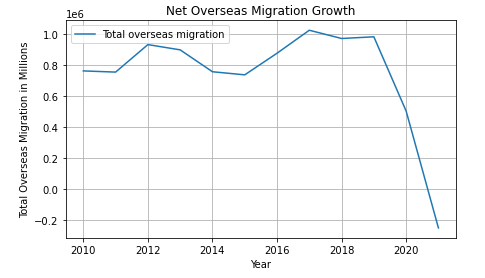 Net Overseas Migration Growth
1e6
Total overseas migration
Total Overseas Migration in Millions
1.0
0.8
0.6
0.4
0.2
0.0
−0.2
2010 2012 2014 2016 2018 2020
Year